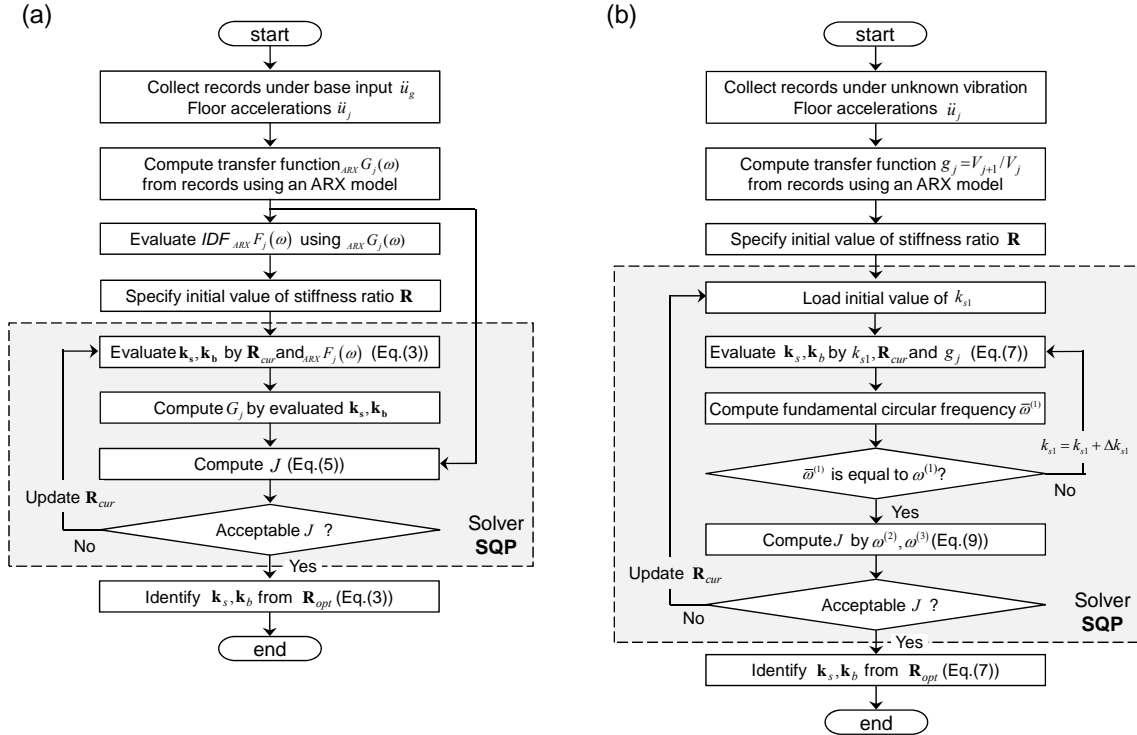 (a)
start
Collect records under base input ü_g
Floor accelerations ü_j
Compute transfer function _ARX G_j(ω)
from records using an ARX model
Evaluate IDF _ARX F_j(ω) using _ARX G_j(ω)
Specify initial value of stiffness ratio R
Evaluate k_s,k_b by R_cur and _ARX F_j(ω) (Eq.(3))
Compute G_j by evaluated k_s,k_b
Compute J (Eq.(5))
Update R_cur
Acceptable J ?
No
Solver
SQP
Yes
Identify k_s,k_b from R_opt (Eq.(3))
end
(b)
start
Collect records under unknown vibration
Floor accelerations ü_j
Compute transfer function g_j=V_j+1/V_j
from records using an ARX model
Specify initial value of stiffness ratio R
Load initial value of k_s1
Evaluate k_s,k_b by k_s1,R_cur and g_j (Eq.(7))
Compute fundamental circular frequency ω̅^(1)
k_s1=k_s1+Δk_s1
ω̅^(1) is equal to ω^(1)?
No
Yes
Compute J by ω^(2),ω^(3) (Eq.(9))
Update R_cur
Acceptable J ?
No
Solver
SQP
Yes
Identify k_s,k_b from R_opt (Eq.(7))
end